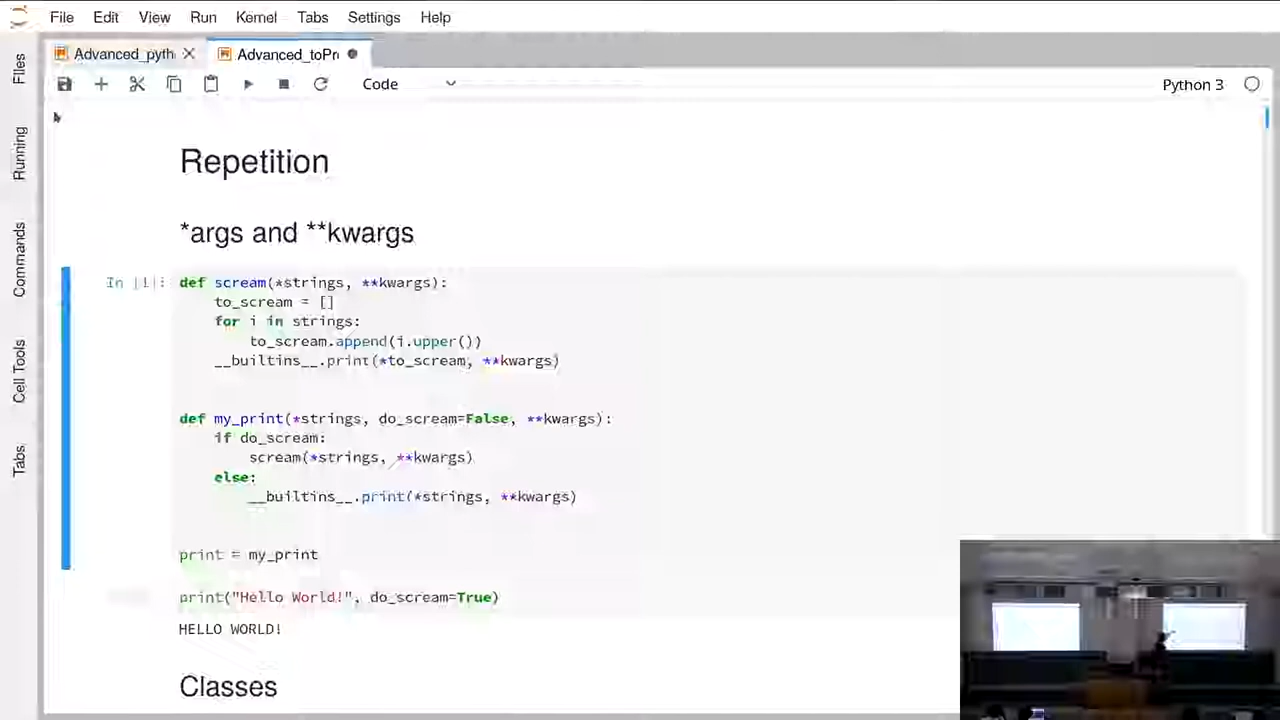 File Edit View Run Kernel Tabs Settings Help
Advanced_pyth Advanced_toPr
Code Python 3
Files
Running
Commands
Cell Tools
Tabs
Repetition
*args and **kwargs
In [1]: def scream(*strings, **kwargs):
to_scream = []
for i in strings:
to_scream.append(i.upper())
__builtins__.print(*to_scream, **kwargs)
def my_print(*strings, do_scream=False, **kwargs):
if do_scream:
scream(*strings, **kwargs)
else:
__builtins__.print(*strings, **kwargs)
print = my_print
print("Hello World!", do_scream=True)
HELLO WORLD!
Classes